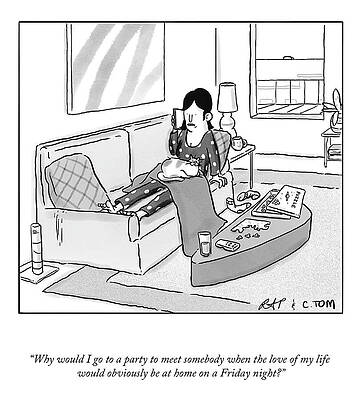 RAP & C. TOM
“Why would I go to a party to meet somebody when the love of my life
would obviously be at home on a Friday night?”